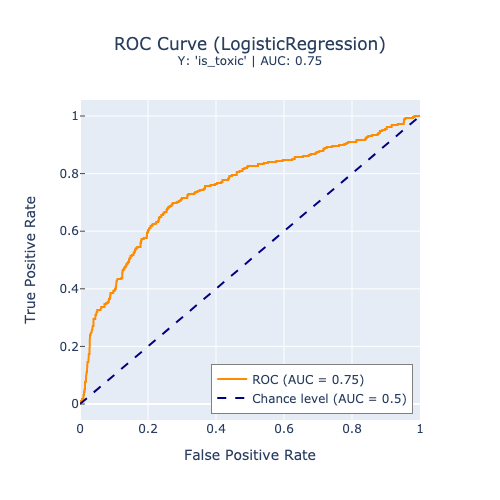 ROC Curve (LogisticRegression)
Y: 'is_toxic' | AUC: 0.75
True Positive Rate
1
0.8
0.6
0.4
0.2
0
ROC (AUC = 0.75)
Chance level (AUC = 0.5)
0 0.2 0.4 0.6 0.8 1
False Positive Rate